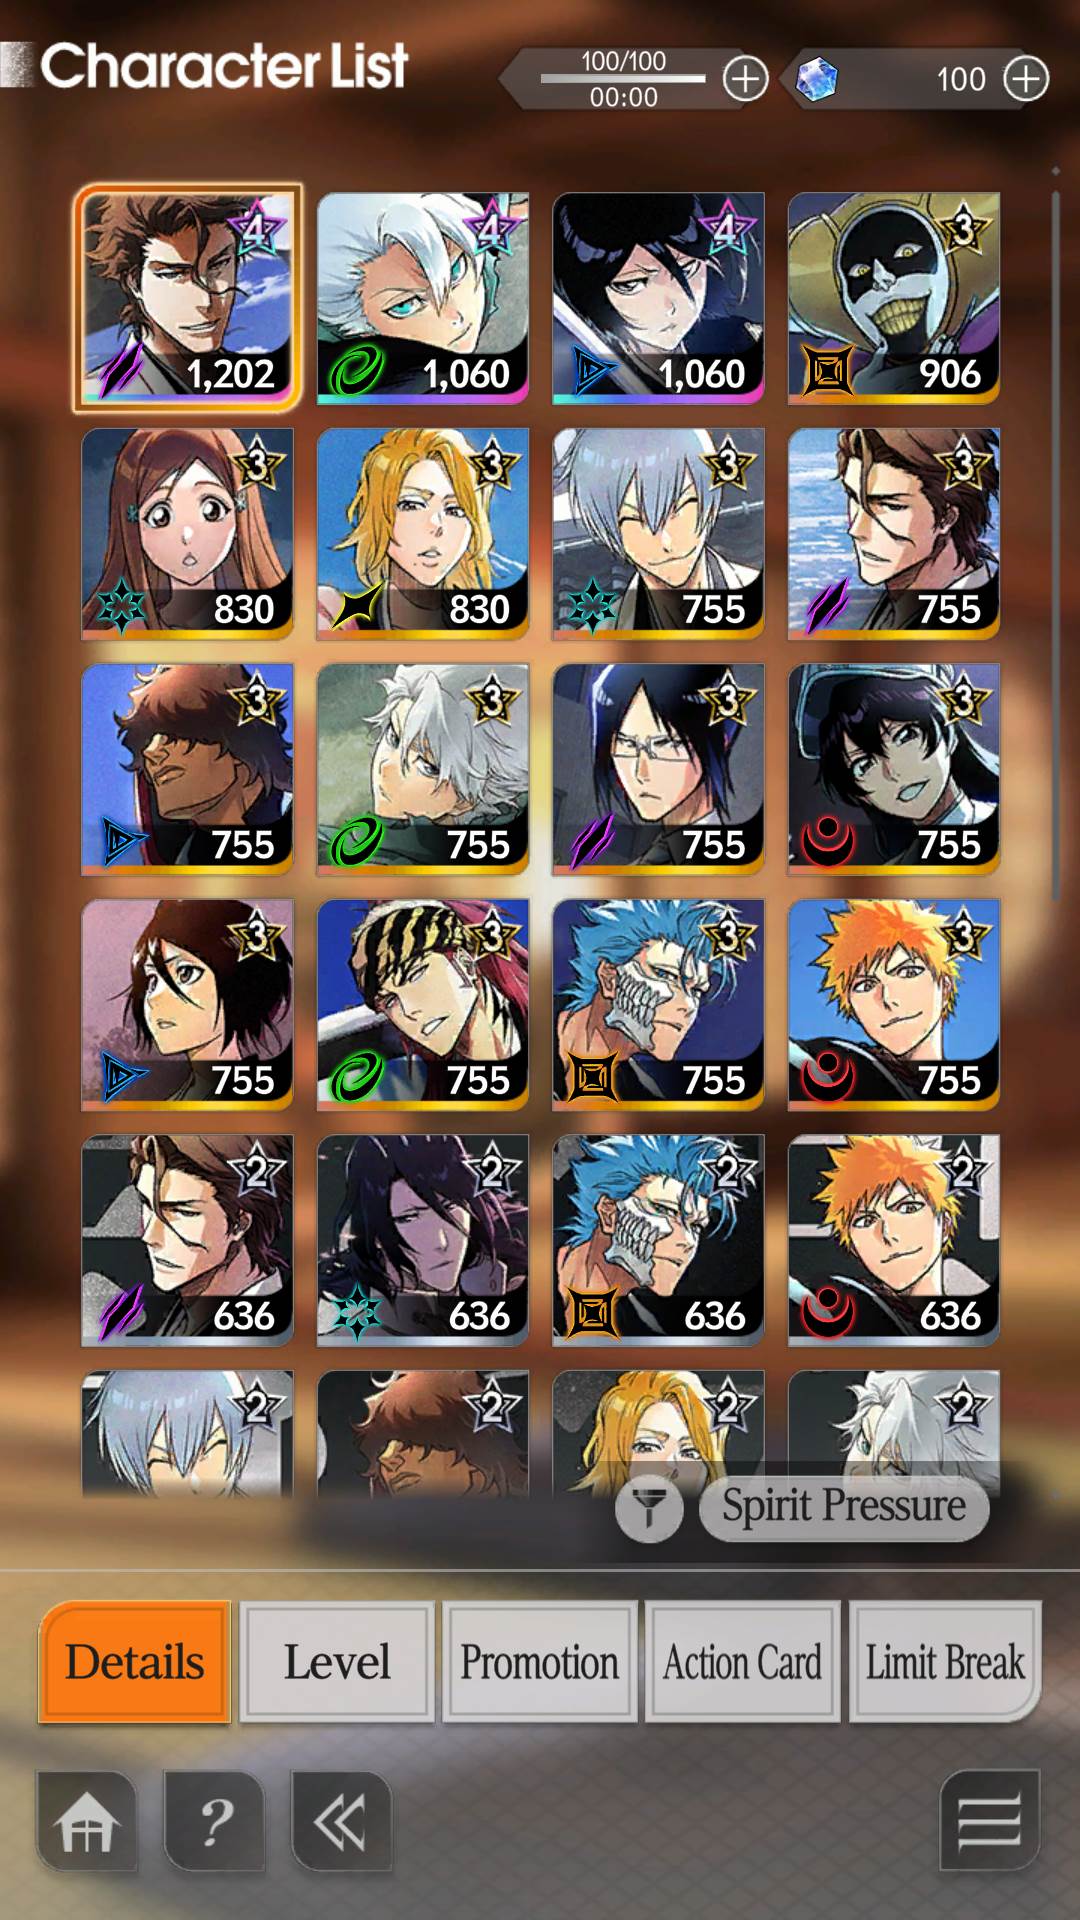 Character List
100/100
00:00
100
4 4 4 3
1,202 1,060 1,060 906
3 3 3 3
830 830 755 755
3 3 3 3
755 755 755 755
3 3 3 3
755 755 755 755
2 2 2 2
636 636 636 636
2 2 2 2
Spirit Pressure
Details Level Promotion Action Card Limit Break
?